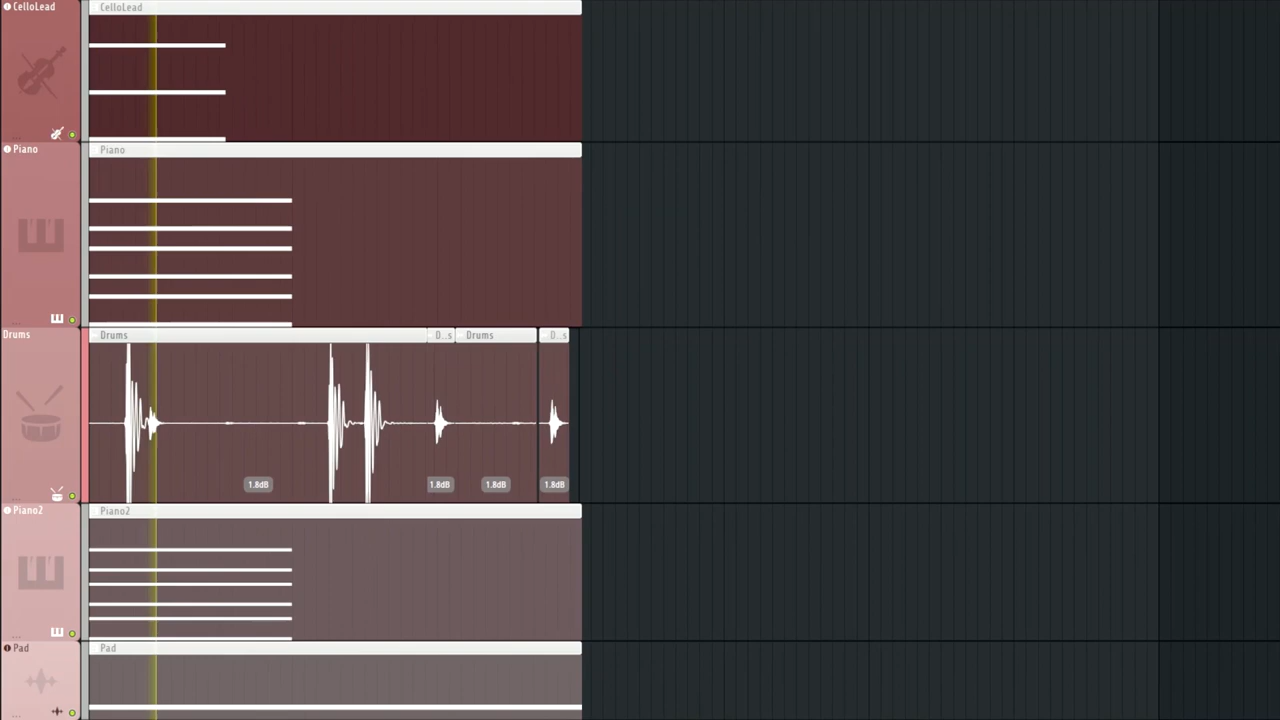 CelloLead CelloLead
Piano Piano
Drums Drums D..s Drums D..s
1.8dB 1.8dB 1.8dB 1.8dB
Piano2 Piano2
Pad Pad